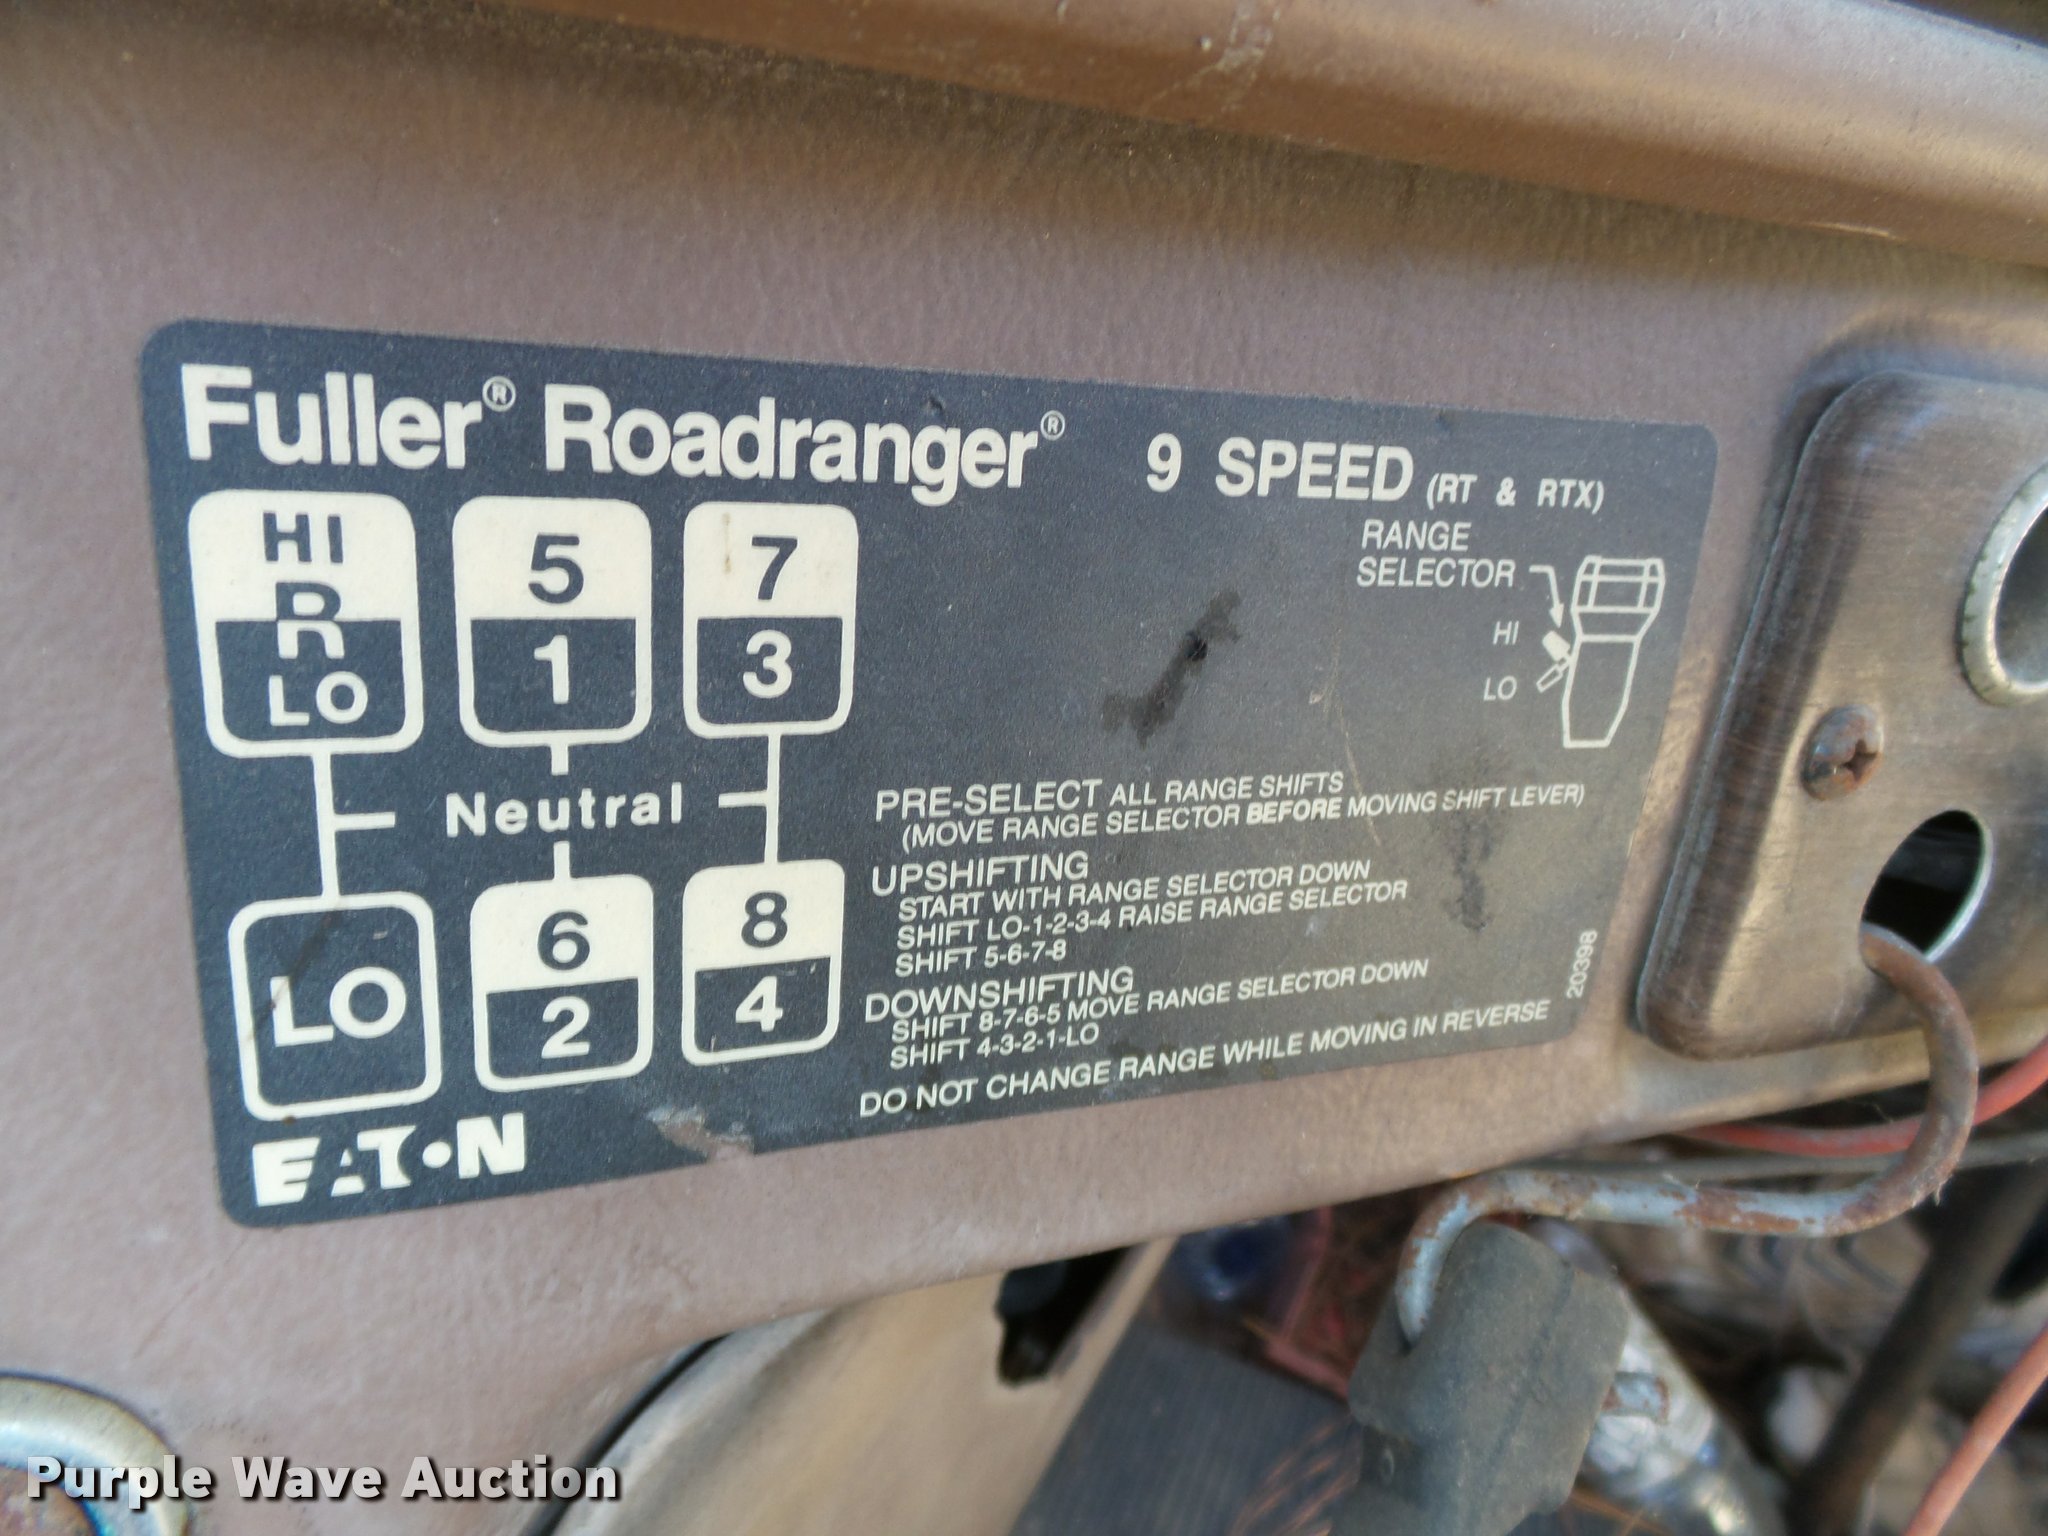 Fuller® Roadranger® 9 SPEED (RT & RTX)
HI 5 7
R
LO 1 3
Neutral
LO 6 8
2 4
EATON
RANGE
SELECTOR
HI
LO
PRE-SELECT ALL RANGE SHIFTS
(MOVE RANGE SELECTOR BEFORE MOVING SHIFT LEVER)
UPSHIFTING
START WITH RANGE SELECTOR DOWN
SHIFT LO-1-2-3-4 RAISE RANGE SELECTOR
SHIFT 5-6-7-8
DOWNSHIFTING
SHIFT 8-7-6-5 MOVE RANGE SELECTOR DOWN
SHIFT 4-3-2-1-LO
DO NOT CHANGE RANGE WHILE MOVING IN REVERSE
20398
Purple Wave Auction